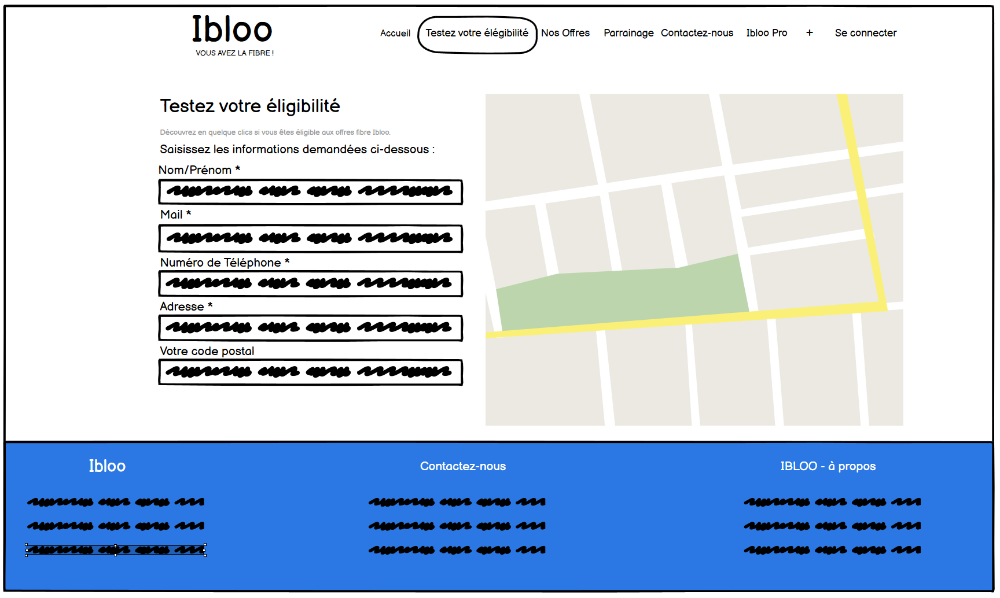 Ibloo
VOUS AVEZ LA FIBRE !
Accueil Testez votre élégibilité Nos Offres Parrainage Contactez-nous Ibloo Pro + Se connecter
Testez votre éligibilité
Découvrez en quelque clics si vous êtes éligible aux offres fibre Ibloo.
Saisissez les informations demandées ci-dessous :
Nom/Prénom *
Mail *
Numéro de Téléphone *
Adresse *
Votre code postal
Ibloo
Contactez-nous
IBLOO - à propos